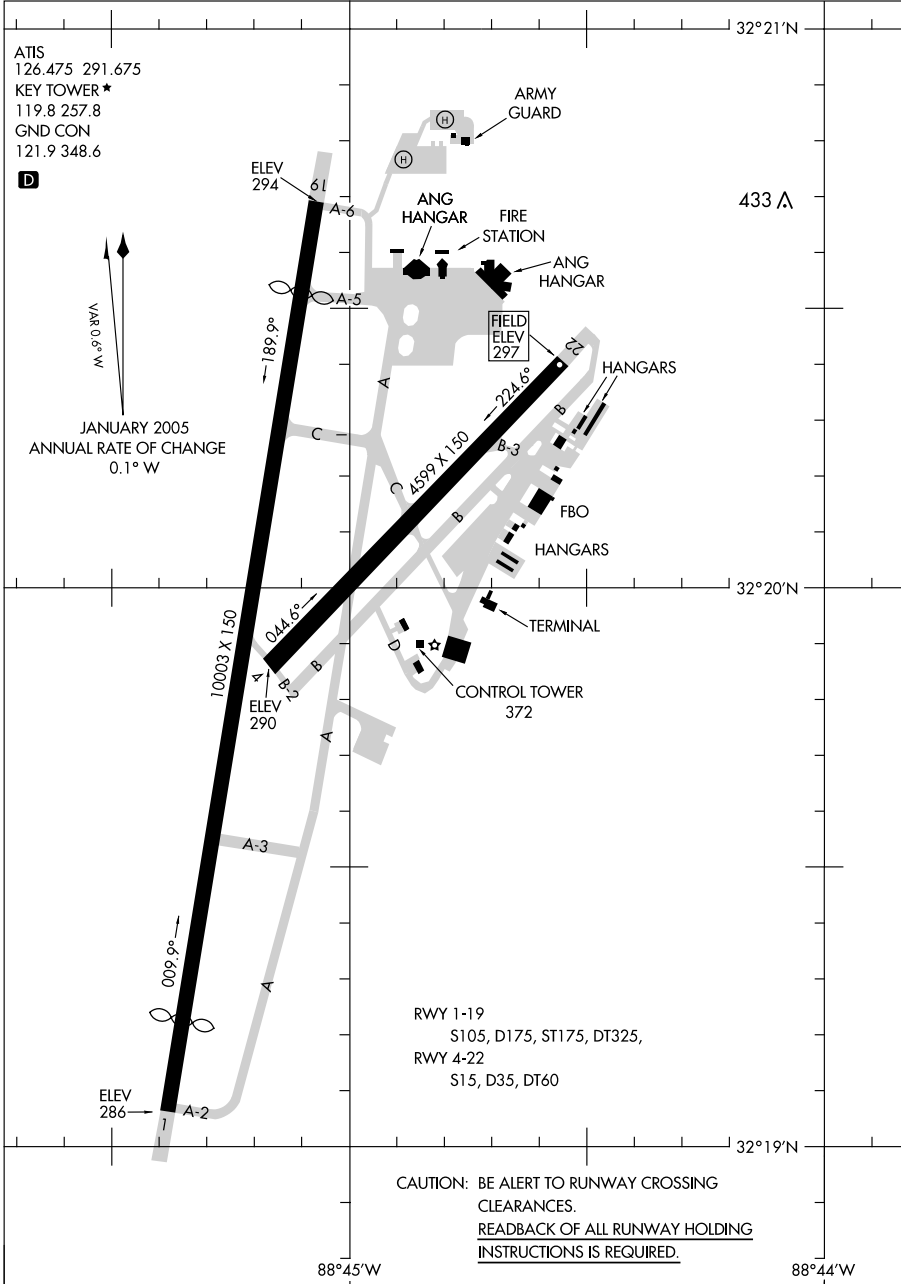 32°21'N
ATIS
126.475 291.675
KEY TOWER ★
119.8 257.8
GND CON
121.9 348.6
D
ARMY
GUARD
H
H
ELEV
294
19
A-6
433
ANG
HANGAR
FIRE
STATION
ANG
HANGAR
A-5
VAR 0.6° W
JANUARY 2005
ANNUAL RATE OF CHANGE
0.1° W
189.9°
FIELD
ELEV
297
22
HANGARS
A
224.6°
B
C
B-3
4599 X 150
C
B
FBO
HANGARS
32°20'N
044.6°
TERMINAL
10003 X 150
D
B
4
B-2
ELEV
290
CONTROL TOWER
372
A
A-3
009.9°
A
RWY 1-19
S105, D175, ST175, DT325,
RWY 4-22
S15, D35, DT60
ELEV
286
A-2
1
32°19'N
CAUTION: BE ALERT TO RUNWAY CROSSING
CLEARANCES.
READBACK OF ALL RUNWAY HOLDING
INSTRUCTIONS IS REQUIRED.
88°45'W
88°44'W